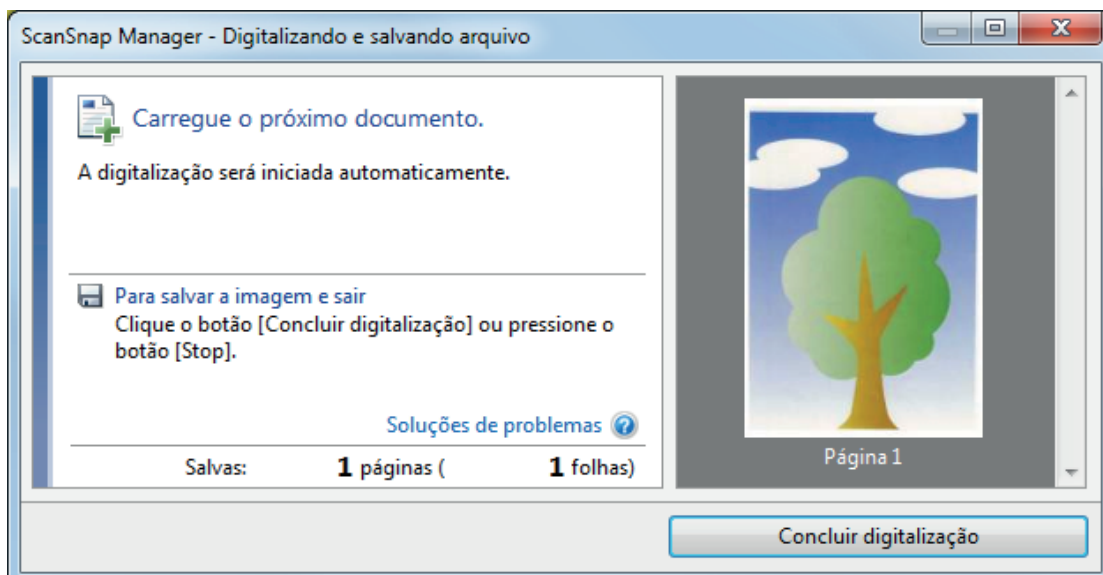 ScanSnap Manager - Digitalizando e salvando arquivo
Carregue o próximo documento.
A digitalização será iniciada automaticamente.
Para salvar a imagem e sair
Clique o botão [Concluir digitalização] ou pressione o
botão [Stop].
Soluções de problemas
Salvas: 1 páginas ( 1 folhas)
Página 1
Concluir digitalização